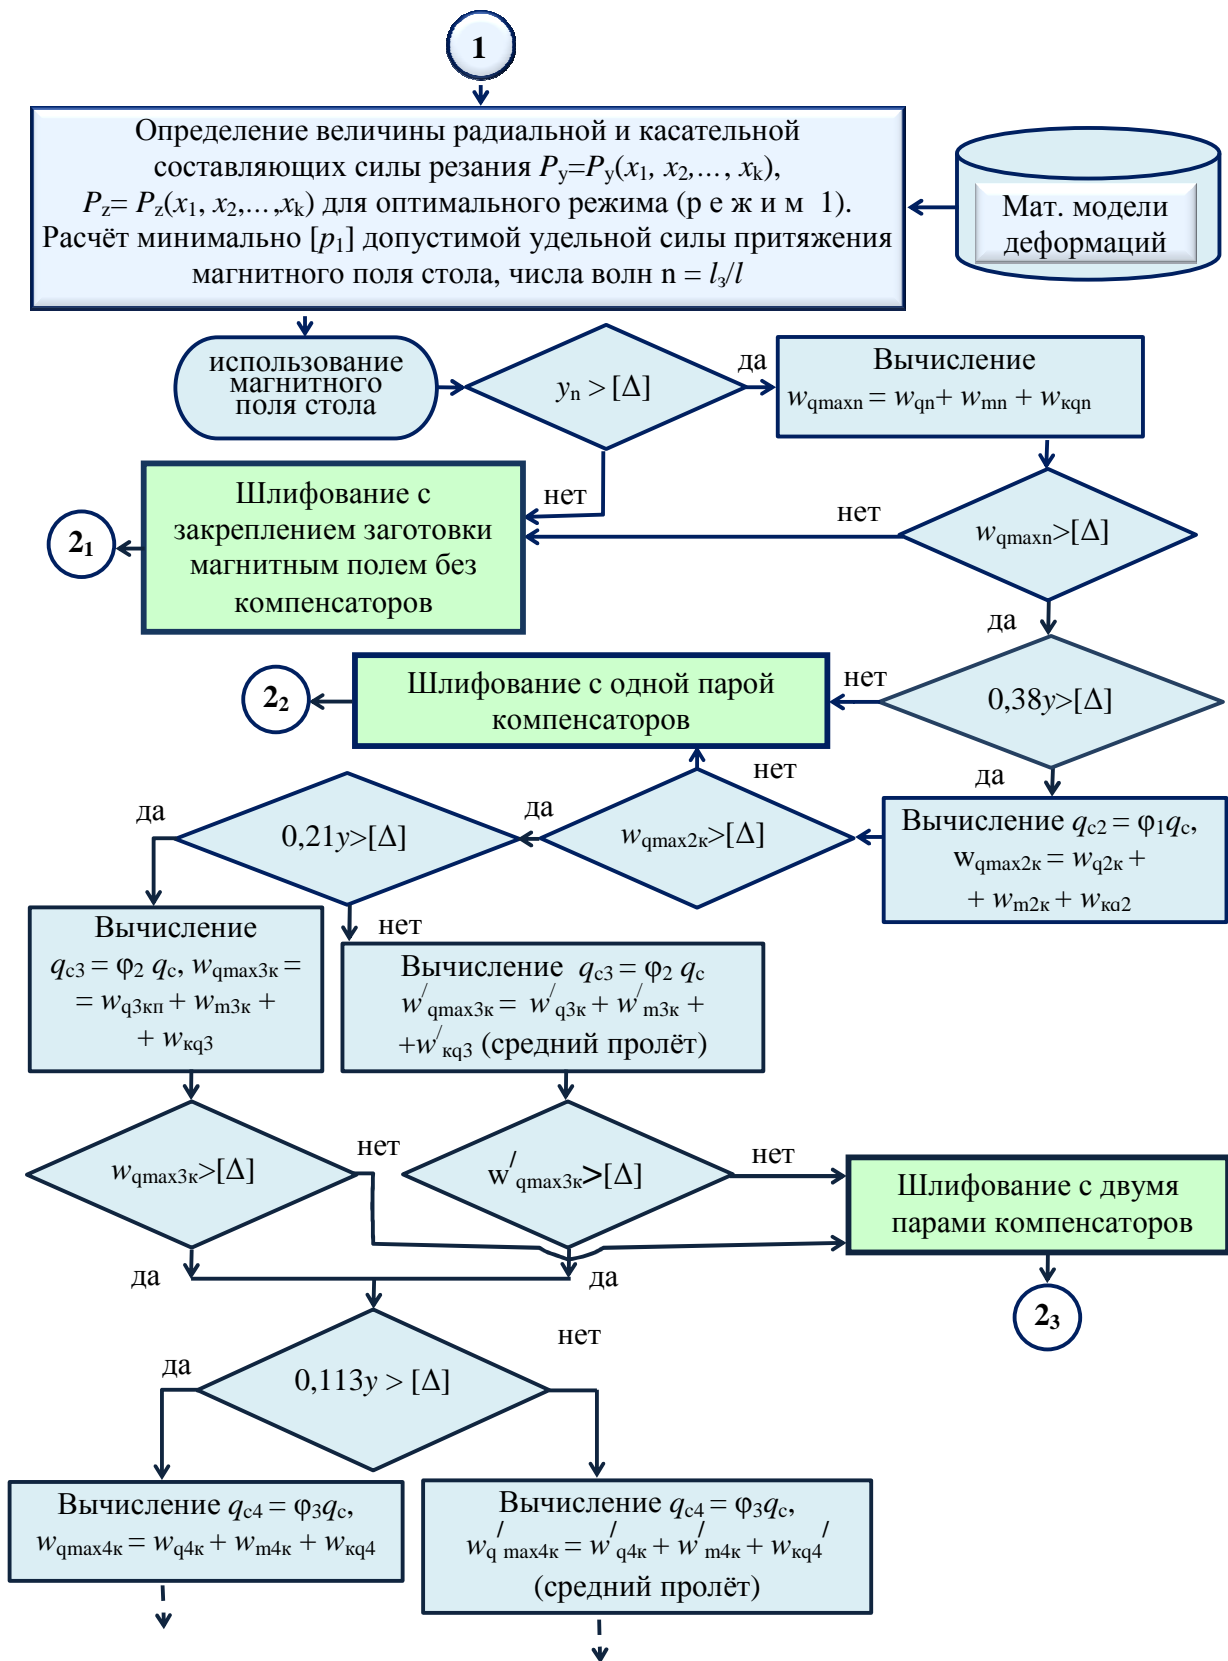 1
Определение величины радиальной и касательной
составляющих силы резания Py=Py(x1, x2,..., xk),
Pz= Pz(x1, x2,...,xk) для оптимального режима (р е ж и м 1).
Расчёт минимально [p1] допустимой удельной силы притяжения
магнитного поля стола, числа волн n = lз/l
Мат. модели
деформаций
использование
магнитного
поля стола
yn > [Δ]
да
Вычисление
wqmaxn = wqn+ wmn + wкqn
нет
Шлифование с
закреплением заготовки
магнитным полем без
компенсаторов
21
нет
wqmaxn>[Δ]
да
Шлифование с одной парой
компенсаторов
22
нет
0,38y>[Δ]
да
нет
да
0,21y>[Δ]
да
wqmax2к>[Δ]
Вычисление qc2 = φ1qc,
wqmax2к = wq2к +
+ wm2к + wкq2
нет
Вычисление
qc3 = φ2 qc, wqmax3к =
= wq3кп + wm3к +
+ wкq3
Вычисление qc3 = φ2 qc
w/qmax3к = w/q3к + w/m3к +
+w/кq3 (средний пролёт)
wqmax3к>[Δ]
нет
w/qmax3к>[Δ]
нет
Шлифование с двумя
парами компенсаторов
да
да
23
0,113y > [Δ]
нет
да
Вычисление qc4 = φ3qc,
wqmax4к = wq4к + wm4к + wкq4
Вычисление qc4 = φ3qc,
wq/max4к = w/q4к + w/m4к + wкq4/
(средний пролёт)